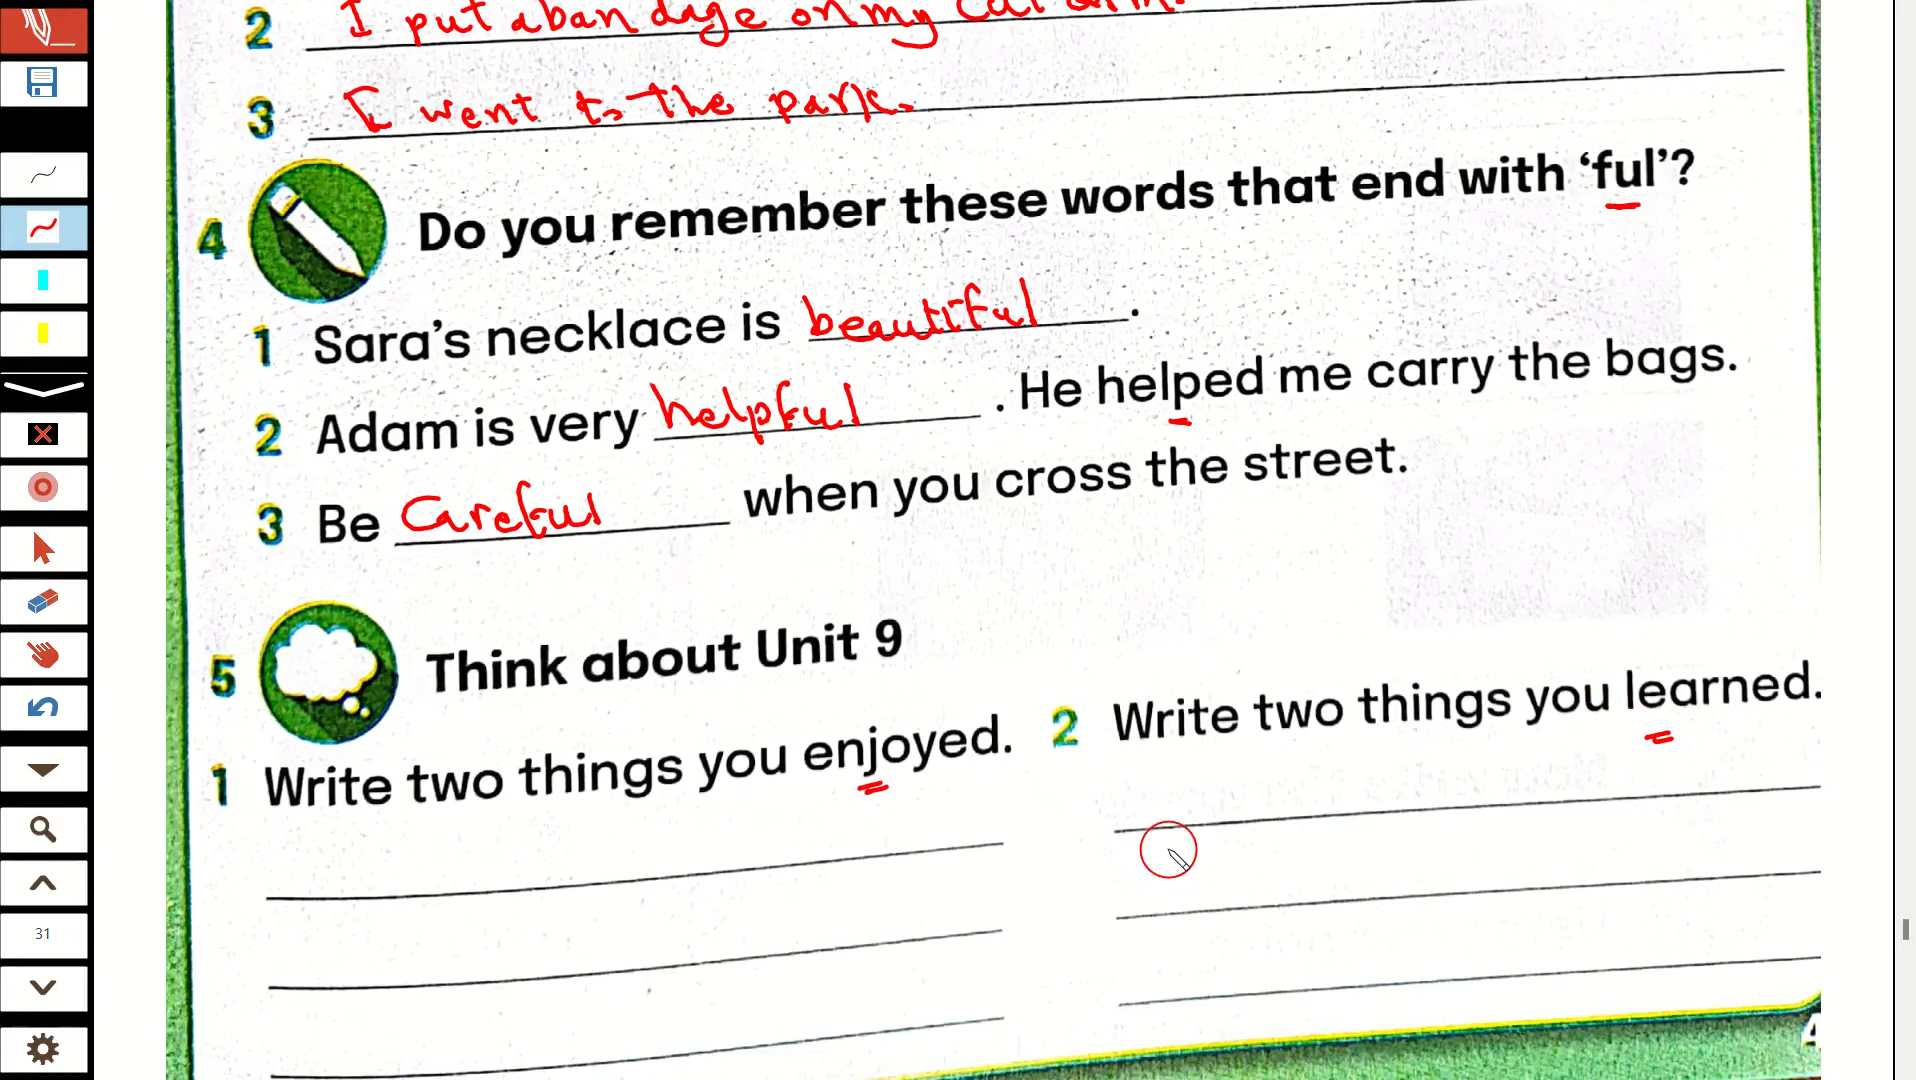 2 I put a bandage on my cut arm.
3 I went to the park.
4 Do you remember these words that end with ‘ful’?
1 Sara’s necklace is beautiful.
2 Adam is very helpful. He helped me carry the bags.
3 Be Careful when you cross the street.
5 Think about Unit 9
1 Write two things you enjoyed.
2 Write two things you learned.
31